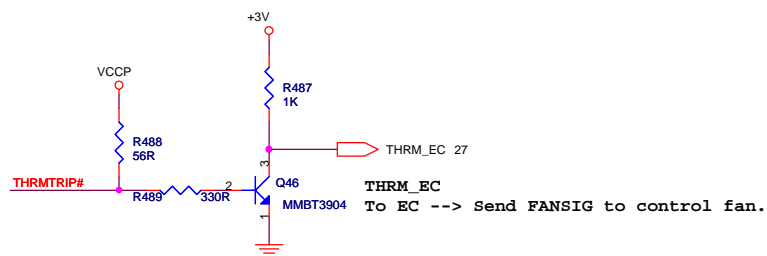 +3V
VCCP
R487
1K
R488
56R
THRM_EC 27
THRMTRIP#
R489
330R
2
3
Q46
MMBT3904
1
THRM_EC
To EC --> Send FANSIG to control fan.